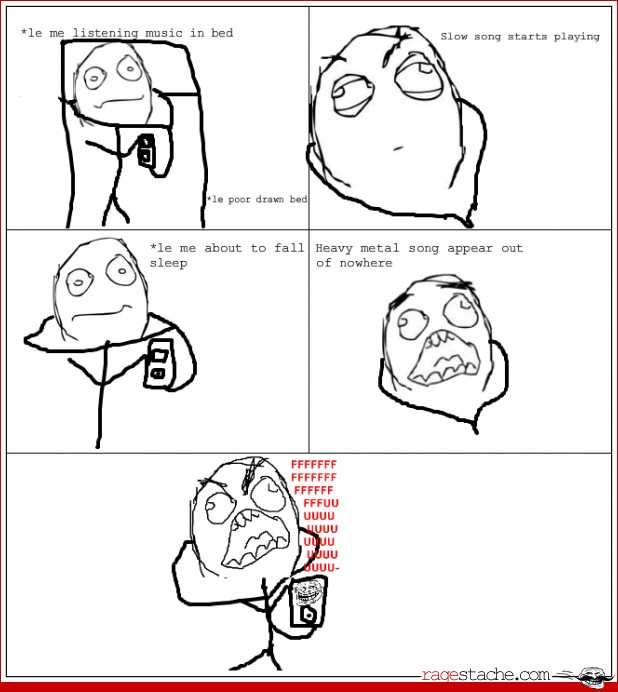 *le me listening music in bed
*le poor drawn bed
Slow song starts playing
*le me about to fall
sleep
Heavy metal song appear out
of nowhere
FFFFFFF
FFFFFFF
FFFFFF
FFFUU
UUUU
UUUU
UUUU
UUUU
UUUU-
ragestache.com